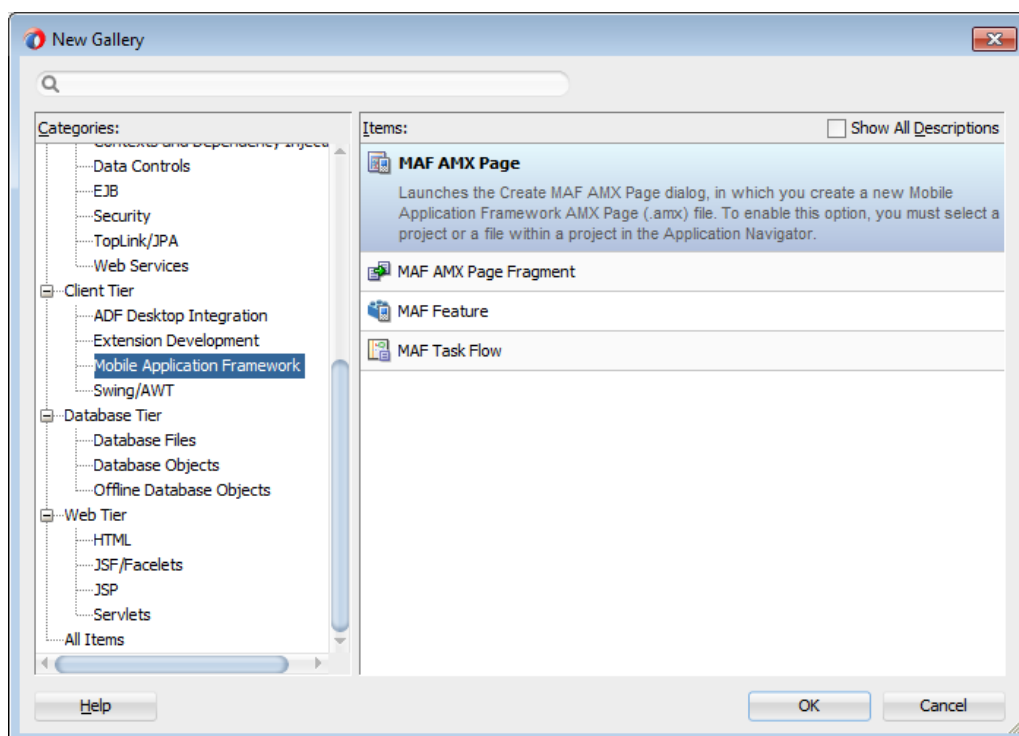 New Gallery
Categories:
Data Controls
EJB
Security
TopLink/JPA
Web Services
Client Tier
ADF Desktop Integration
Extension Development
Mobile Application Framework
Swing/AWT
Database Tier
Database Files
Database Objects
Offline Database Objects
Web Tier
HTML
JSF/Facelets
JSP
Servlets
All Items
Items:
Show All Descriptions
MAF AMX Page
Launches the Create MAF AMX Page dialog, in which you create a new Mobile
Application Framework AMX Page (.amx) file. To enable this option, you must select a
project or a file within a project in the Application Navigator.
MAF AMX Page Fragment
MAF Feature
MAF Task Flow
Help
OK
Cancel